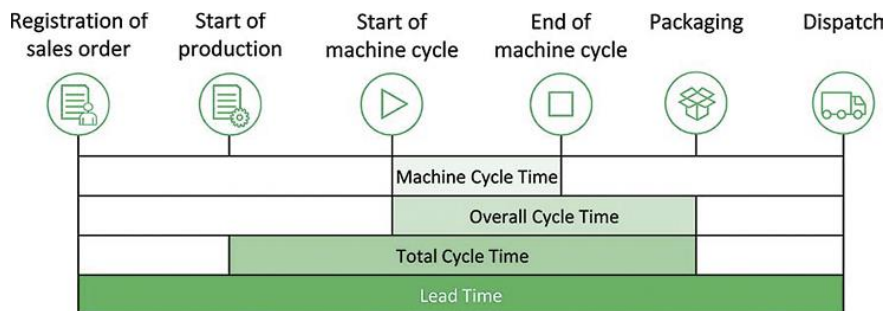 Registration of
sales order
Start of
production
Start of
machine cycle
End of
machine cycle
Packaging
Dispatch
Machine Cycle Time
Overall Cycle Time
Total Cycle Time
Lead Time